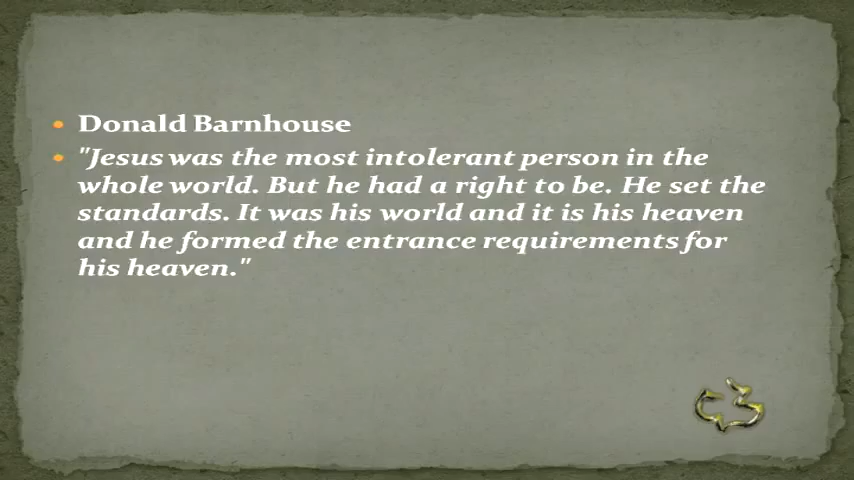 • Donald Barnhouse
• "Jesus was the most intolerant person in the
whole world. But he had a right to be. He set the
standards. It was his world and it is his heaven
and he formed the entrance requirements for
his heaven."
C3